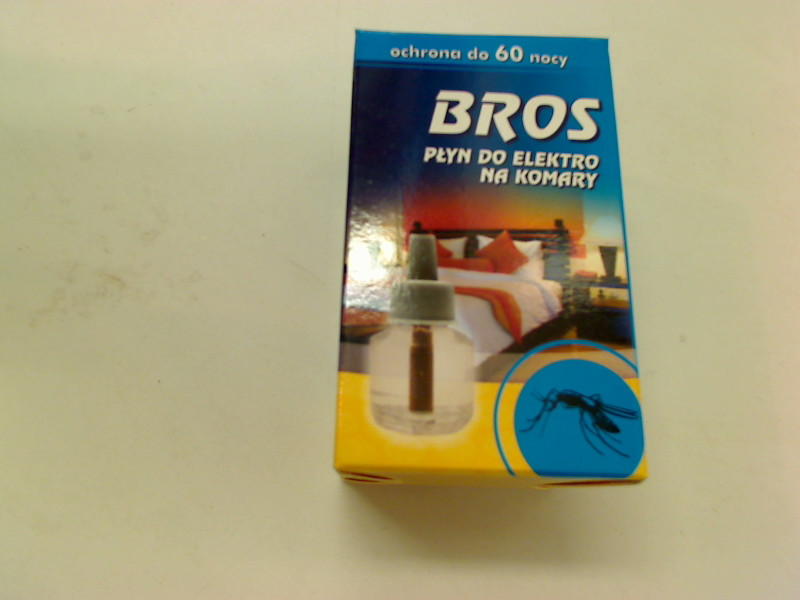 ochrona do 60 nocy
BROS
PŁYN DO ELEKTRO
NA KOMARY